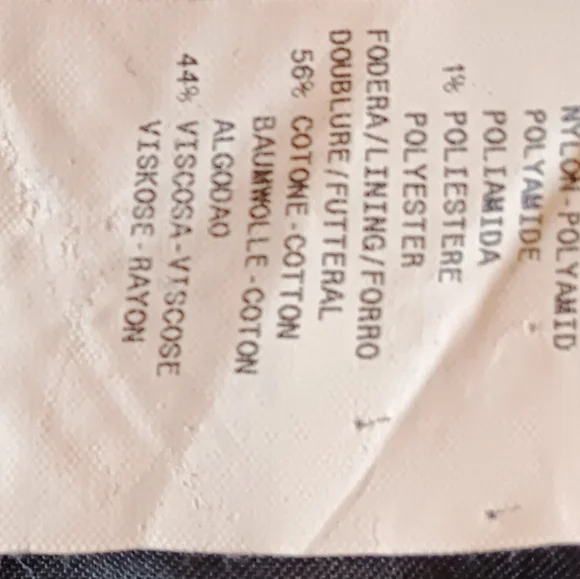 NYLON-POLYAMID
POLYAMIDE
POLIAMIDA
1% POLIESTERE
POLYESTER
FODERA/LINING/FORRO
DOUBLURE/FUTTERAL
56% COTONE-COTTON
BAUMWOLLE-COTON
ALGODAO
44% VISCOSA-VISCOSE
VISKOSE-RAYON